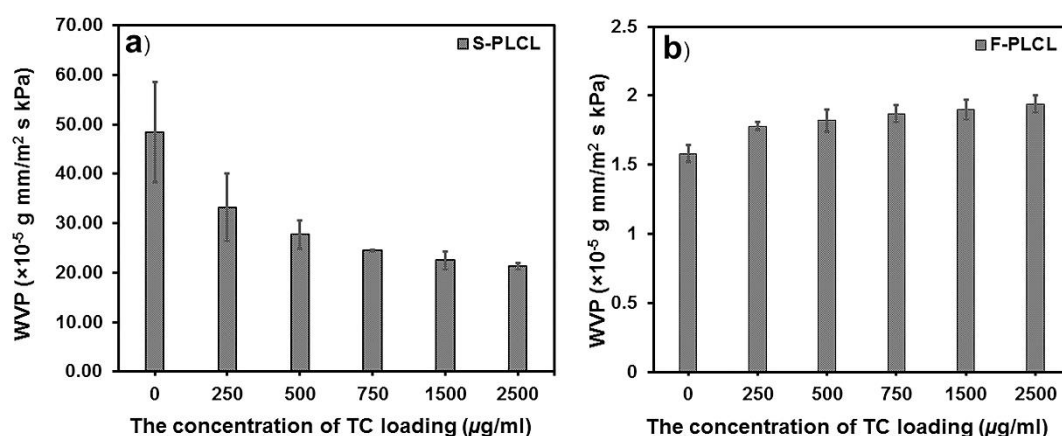 a)
S-PLCL
WVP (×10⁻⁵ g mm/m² s kPa)
70.00
60.00
50.00
40.00
30.00
20.00
10.00
0.00
0 250 500 750 1500 2500
The concentration of TC loading (µg/ml)
b)
F-PLCL
WVP (×10⁻⁵ g mm/m² s kPa)
2.5
2
1.5
1
0.5
0
0 250 500 750 1500 2500
The concentration of TC loading (µg/ml)